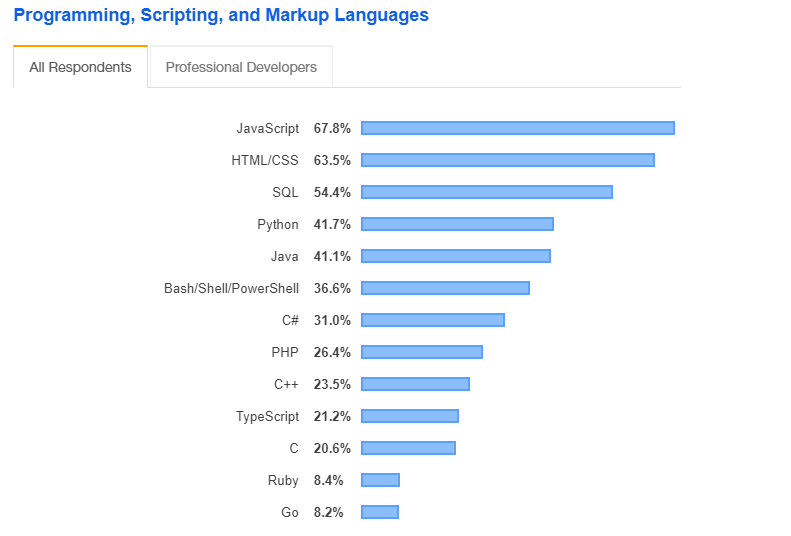 Programming, Scripting, and Markup Languages
All Respondents Professional Developers
JavaScript 67.8%
HTML/CSS 63.5%
SQL 54.4%
Python 41.7%
Java 41.1%
Bash/Shell/PowerShell 36.6%
C# 31.0%
PHP 26.4%
C++ 23.5%
TypeScript 21.2%
C 20.6%
Ruby 8.4%
Go 8.2%